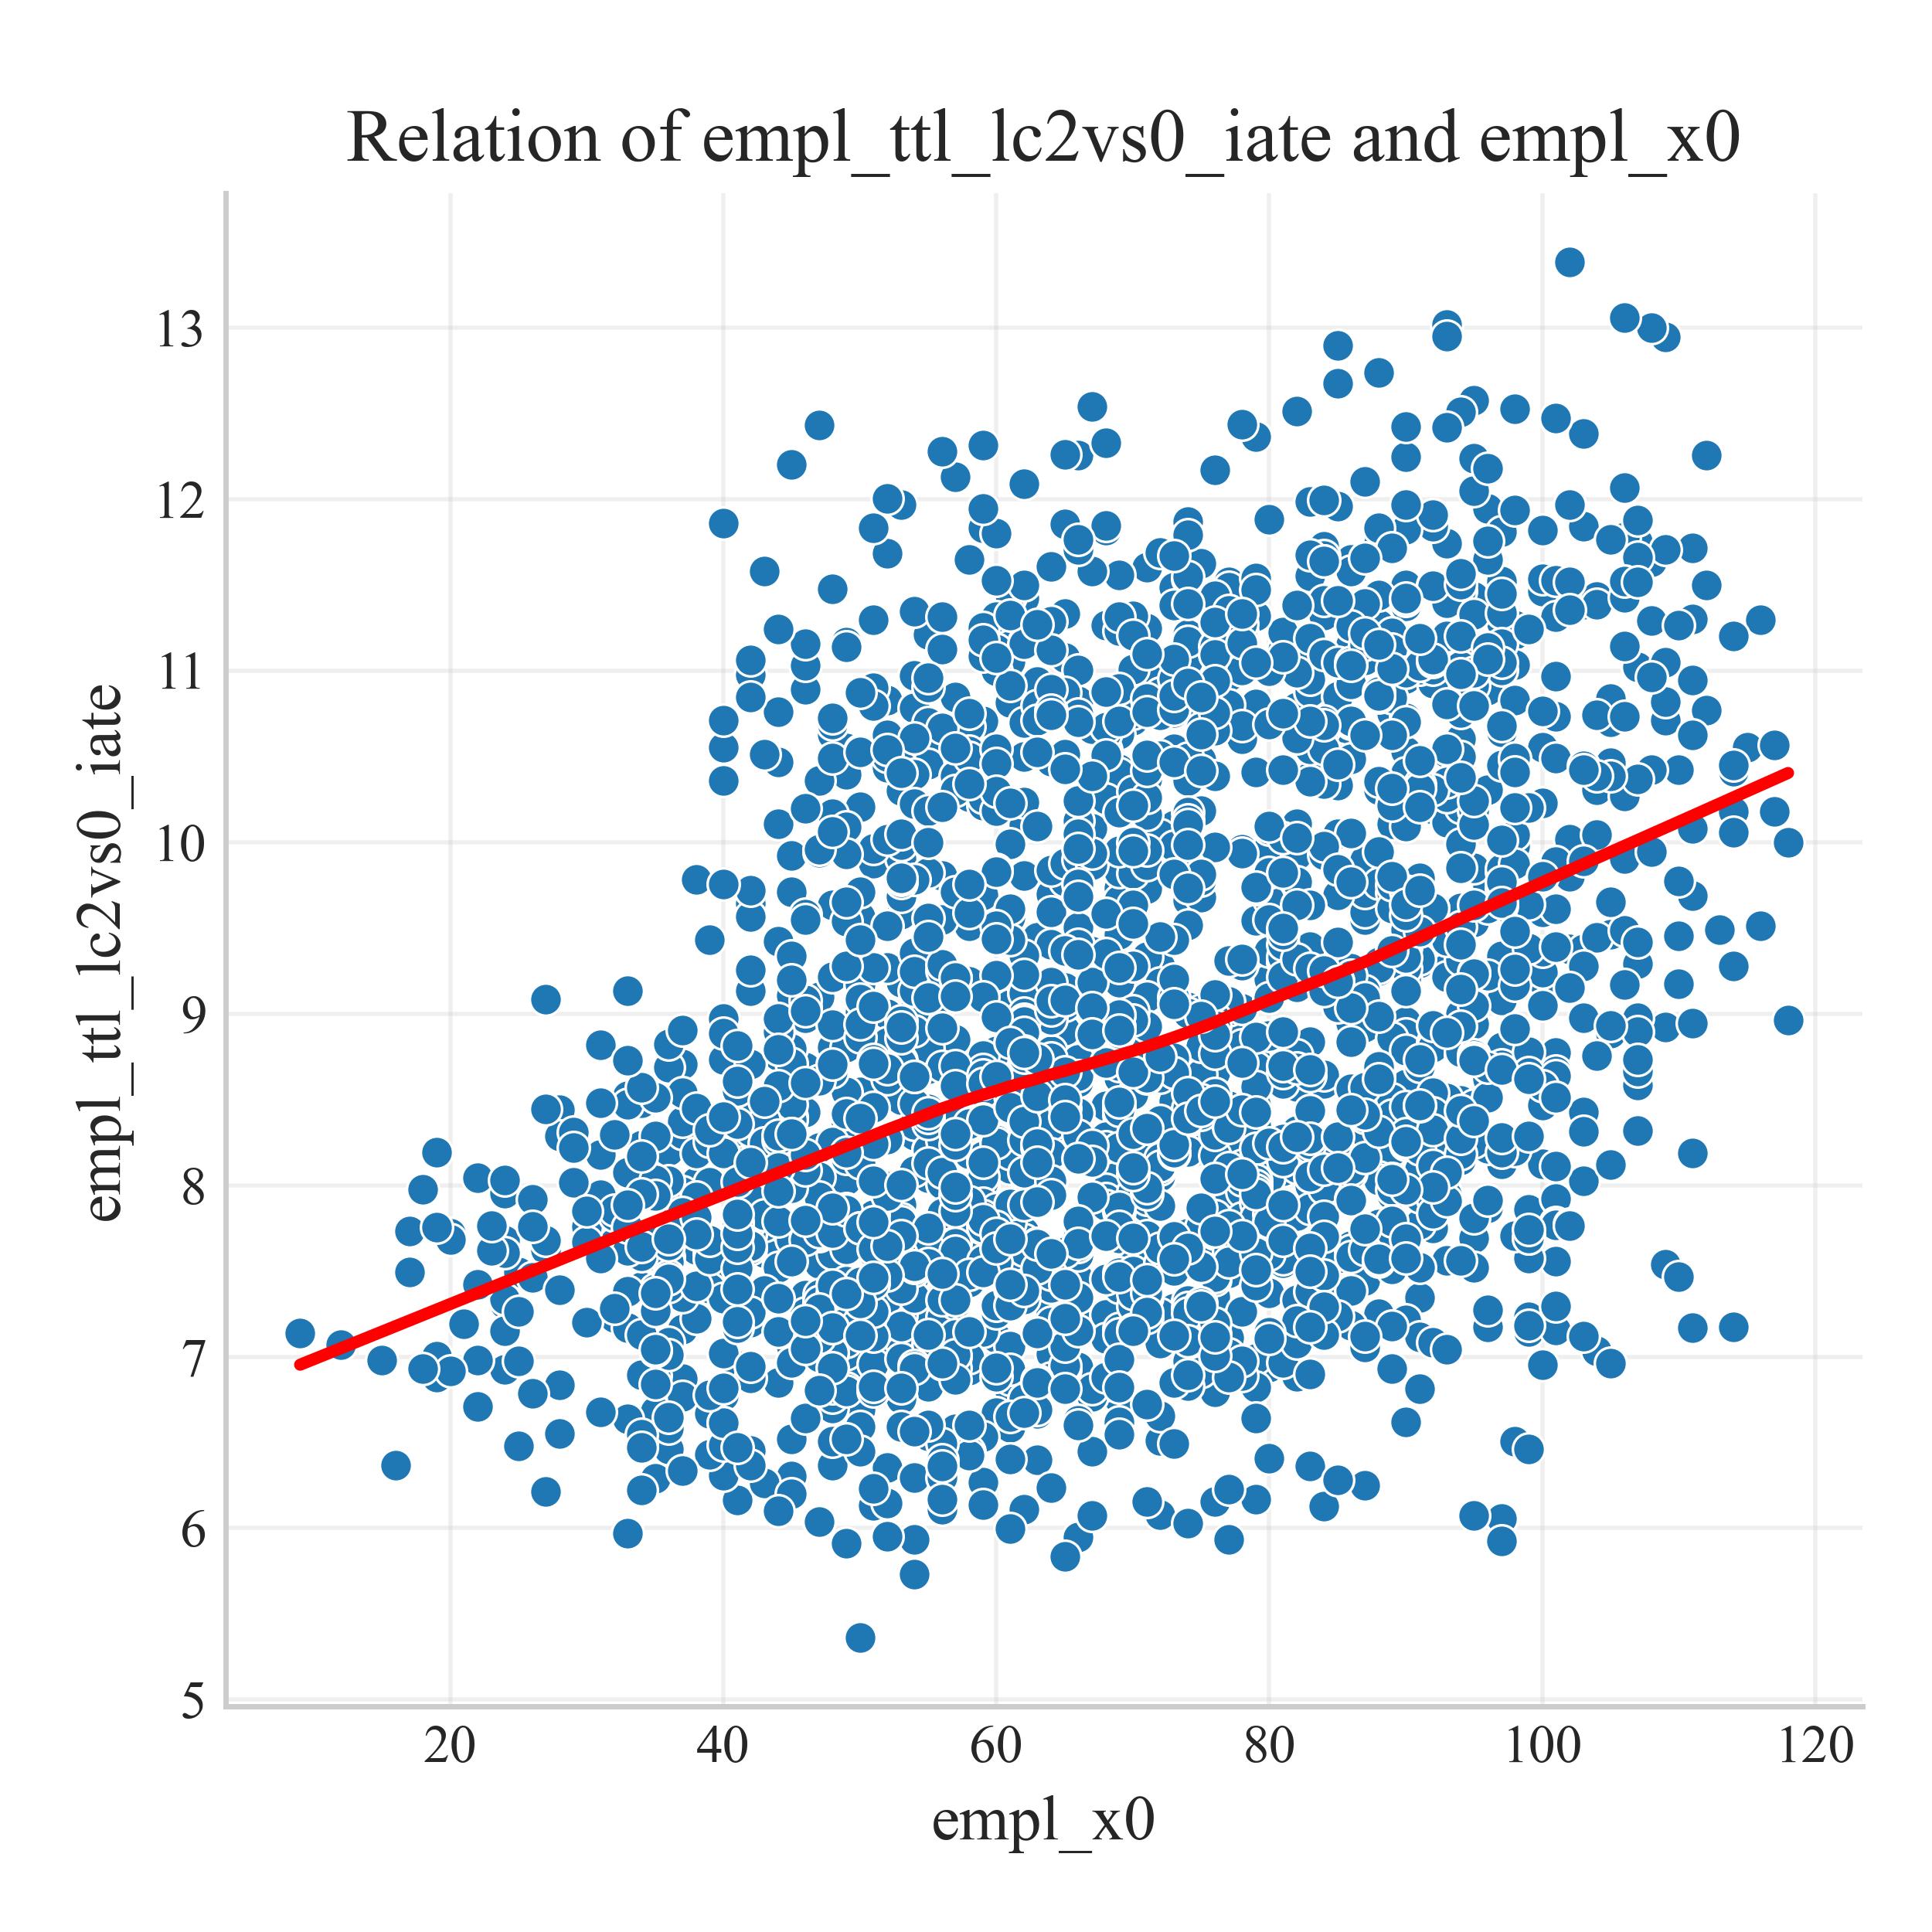 Relation of empl_ttl_lc2vs0_iate and empl_x0
empl_ttl_lc2vs0_iate
13
12
11
10
9
8
7
6
5
20 40 60 80 100 120
empl_x0